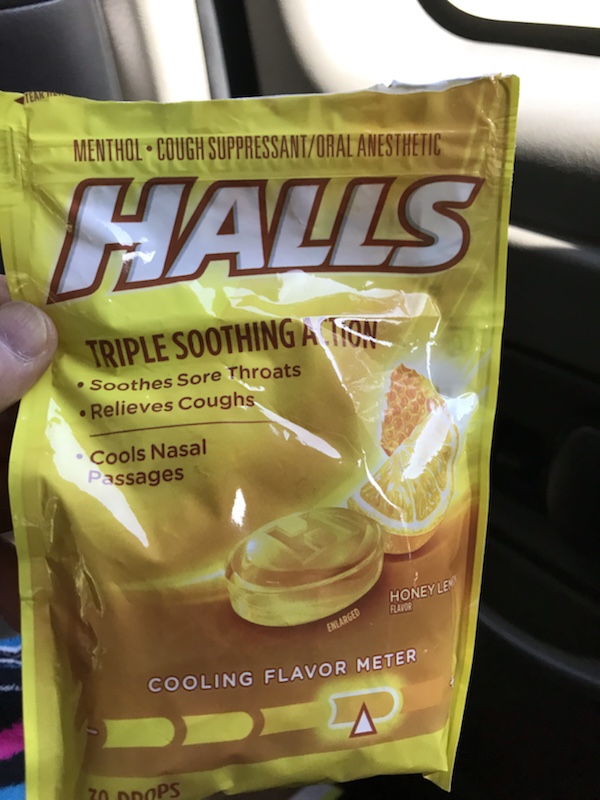 MENTHOL • COUGH SUPPRESSANT/ORAL ANESTHETIC
HALLS
TRIPLE SOOTHING ACTION
• Soothes Sore Throats
• Relieves Coughs
• Cools Nasal
Passages
HONEY LEM
FLAVOR
ENLARGED
COOLING FLAVOR METER
DROPS